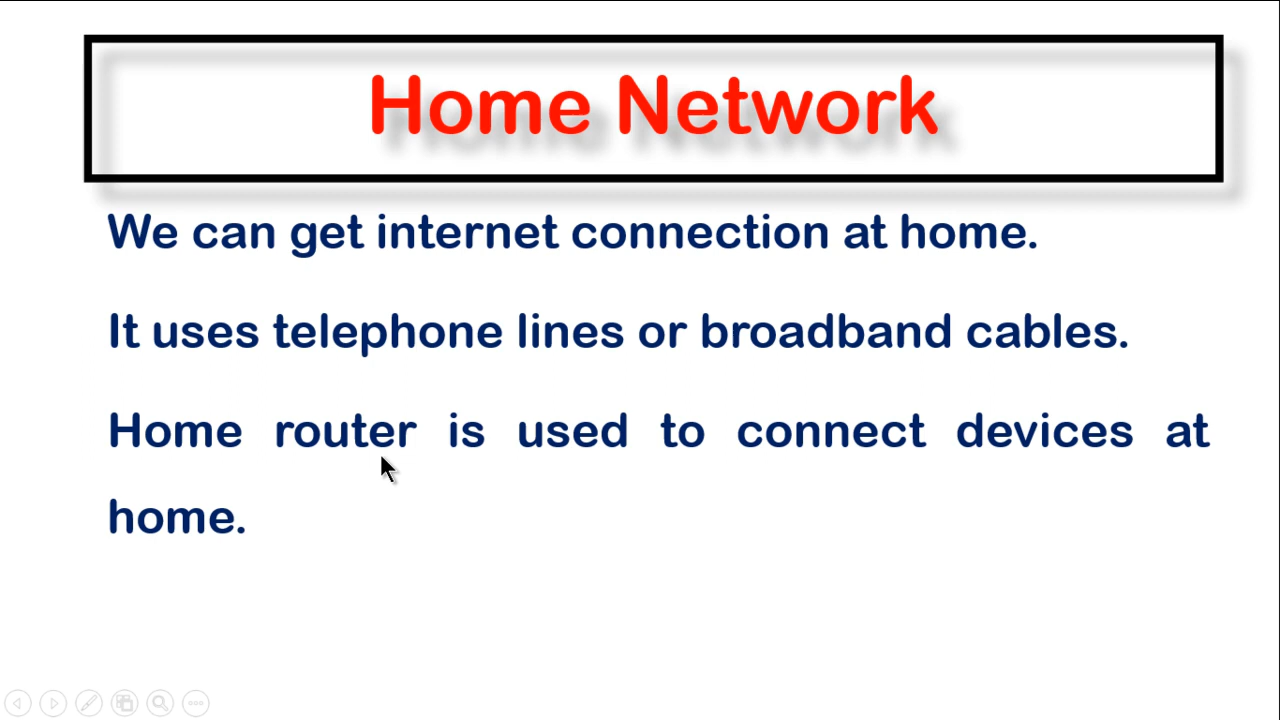 Home Network
We can get internet connection at home.
It uses telephone lines or broadband cables.
Home router is used to connect devices at
home.